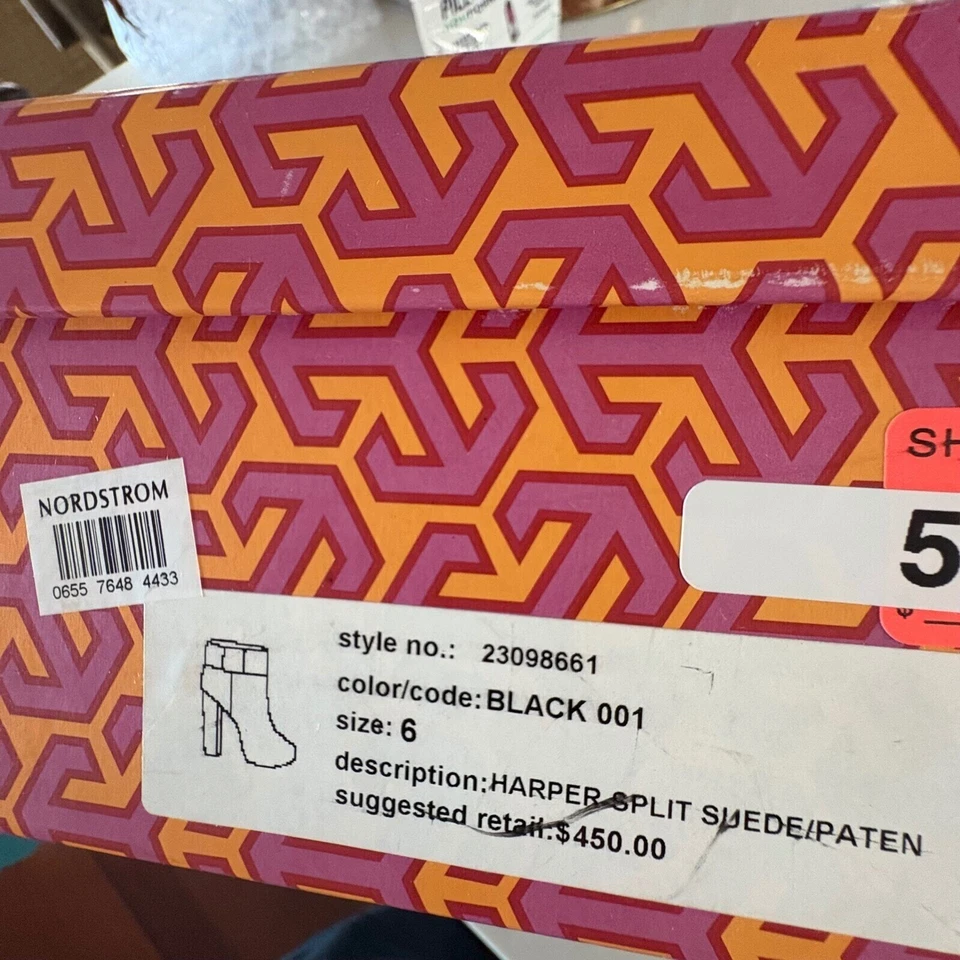 SH
5
$
NORDSTROM
0655 7648 4433
style no.: 23098661
color/code: BLACK 001
size: 6
description: HARPER SPLIT SUEDE/PATEN
suggested retail: $450.00